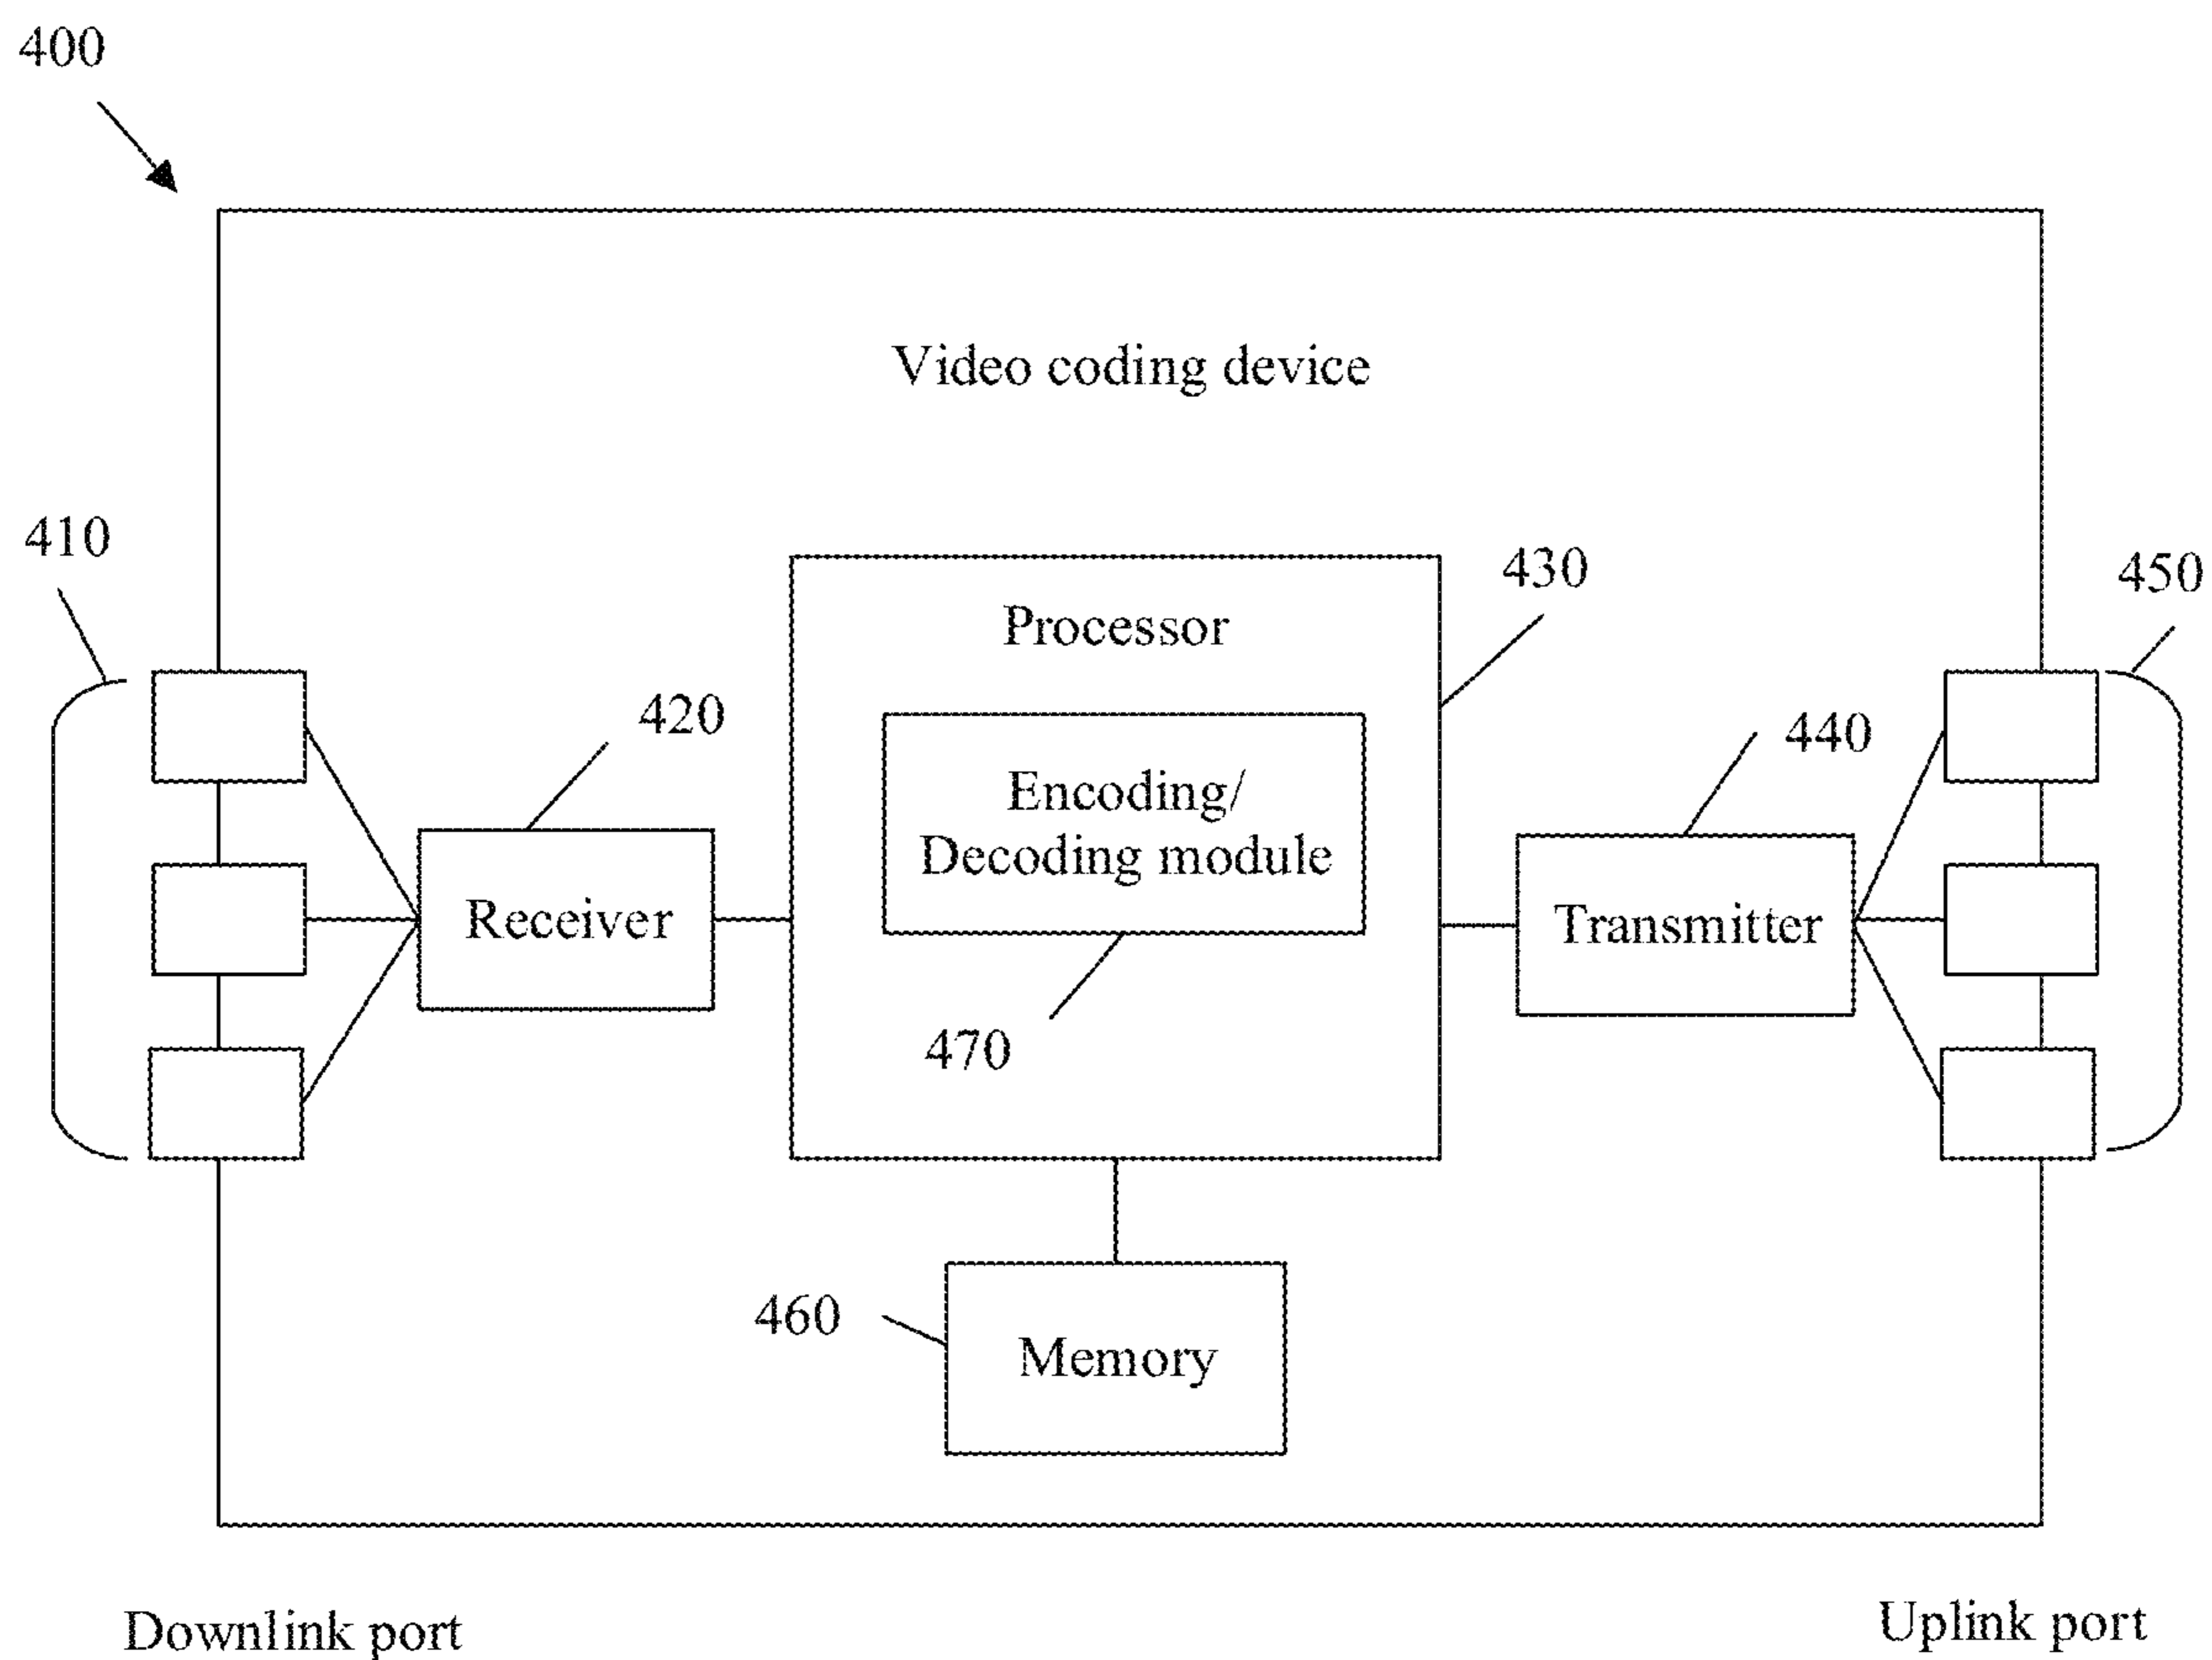 400
Video coding device
410
430
450
Processor
420
440
Encoding/
Decoding module
Receiver
Transmitter
470
460
Memory
Downlink port
Uplink port